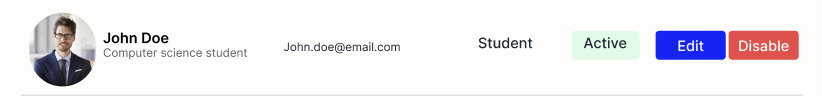 John Doe
Computer science student
John.doe@email.com
Student
Active
Edit
Disable